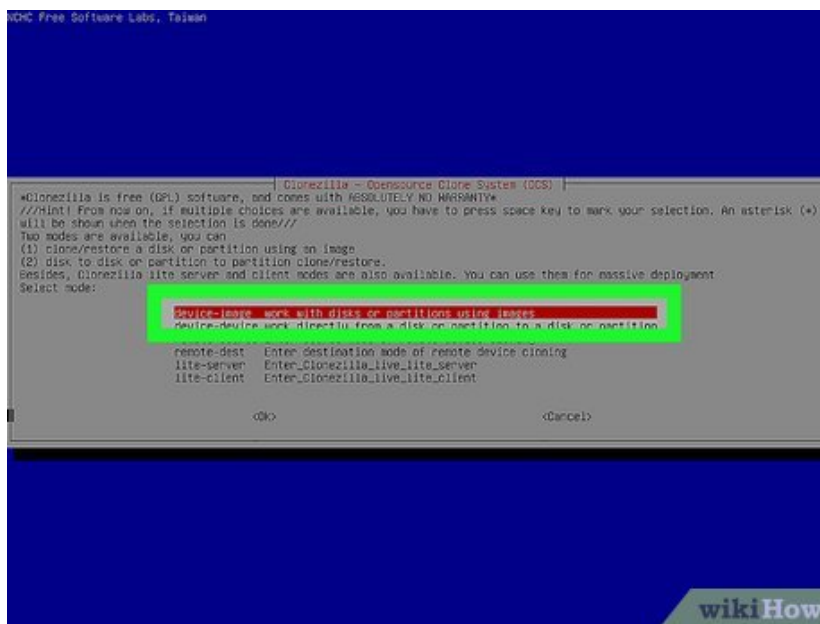 NCHC Free Software Labs, Taiwan
Clonezilla - Opensource Clone System (OCS)
*Clonezilla is free (GPL) software, and comes with ABSOLUTELY NO WARRANTY*
///Hint! From now on, if multiple choices are available, you have to press space key to mark your selection. An asterisk (*)
will be shown when the selection is done///
Two modes are available, you can
(1) clone/restore a disk or partition using an image
(2) disk to disk or partition to partition clone/restore.
Besides, Clonezilla lite server and client modes are also available. You can use them for massive deployment
Select mode:
device-image work with disks or partitions using images
device-device work directly from a disk or partition to a disk or partition
remote-dest Enter destination mode of remote device cloning
lite-server Enter_Clonezilla_live_lite_server
lite-client Enter_Clonezilla_live_lite_client
<Ok> <Cancel>
wikiHow